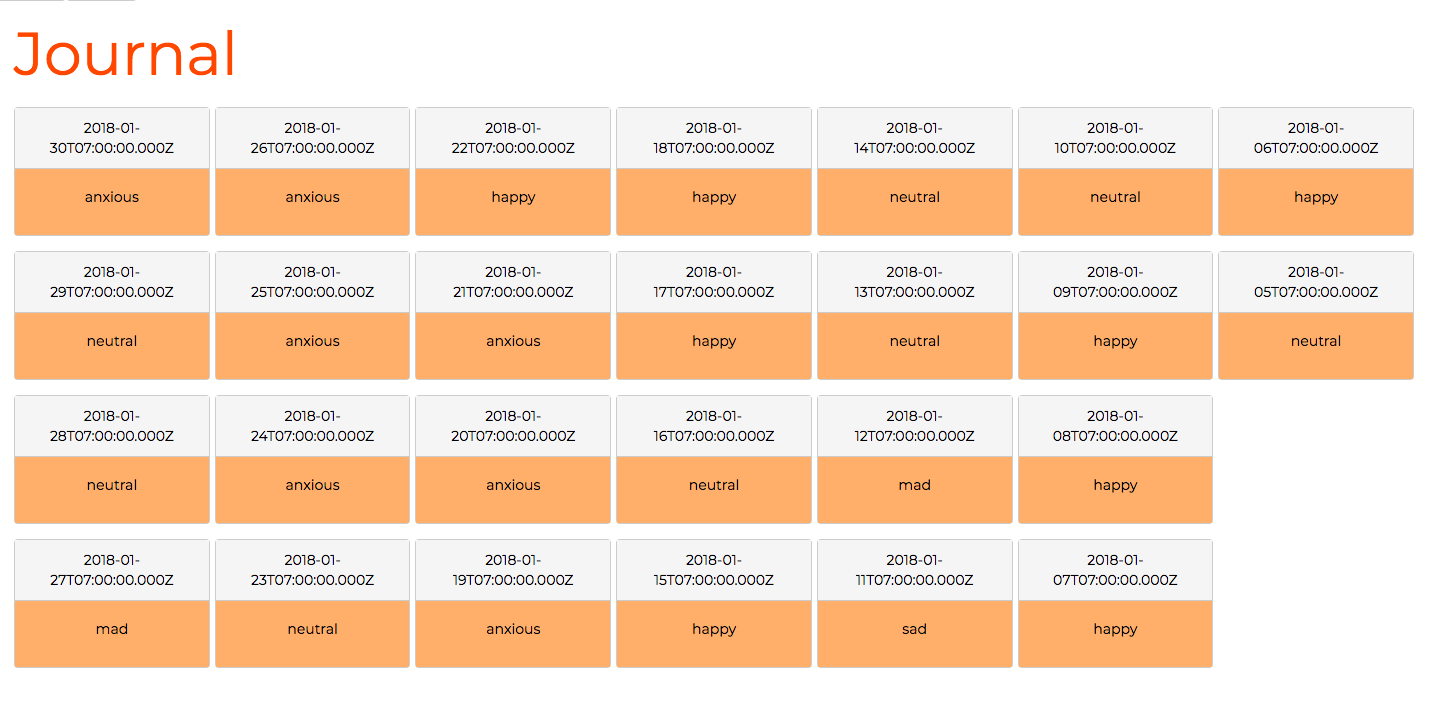 Journal
2018-01-
30T07:00:00.000Z
anxious
2018-01-
26T07:00:00.000Z
anxious
2018-01-
22T07:00:00.000Z
happy
2018-01-
18T07:00:00.000Z
happy
2018-01-
14T07:00:00.000Z
neutral
2018-01-
10T07:00:00.000Z
neutral
2018-01-
06T07:00:00.000Z
happy
2018-01-
29T07:00:00.000Z
neutral
2018-01-
25T07:00:00.000Z
anxious
2018-01-
21T07:00:00.000Z
anxious
2018-01-
17T07:00:00.000Z
happy
2018-01-
13T07:00:00.000Z
neutral
2018-01-
09T07:00:00.000Z
happy
2018-01-
05T07:00:00.000Z
neutral
2018-01-
28T07:00:00.000Z
neutral
2018-01-
24T07:00:00.000Z
anxious
2018-01-
20T07:00:00.000Z
anxious
2018-01-
16T07:00:00.000Z
neutral
2018-01-
12T07:00:00.000Z
mad
2018-01-
08T07:00:00.000Z
happy
2018-01-
27T07:00:00.000Z
mad
2018-01-
23T07:00:00.000Z
neutral
2018-01-
19T07:00:00.000Z
anxious
2018-01-
15T07:00:00.000Z
happy
2018-01-
11T07:00:00.000Z
sad
2018-01-
07T07:00:00.000Z
happy